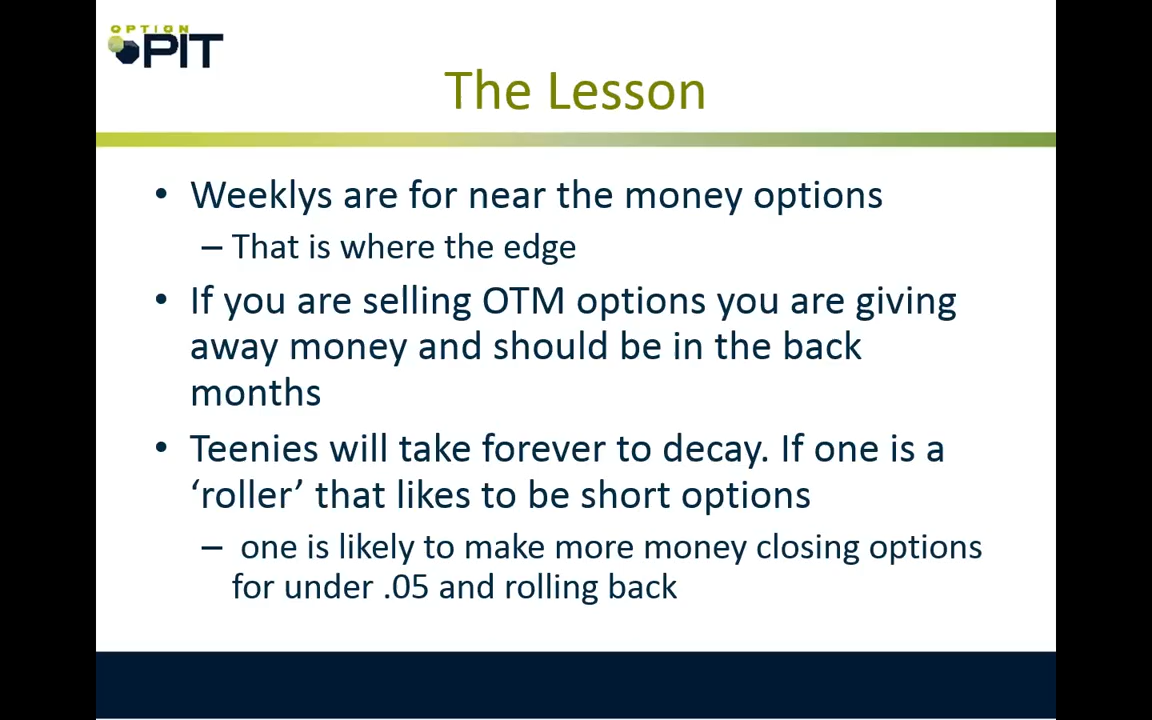 OPTION
PIT
The Lesson
• Weeklys are for near the money options
– That is where the edge
• If you are selling OTM options you are giving
away money and should be in the back
months
• Teenies will take forever to decay. If one is a
‘roller’ that likes to be short options
– one is likely to make more money closing options
for under .05 and rolling back